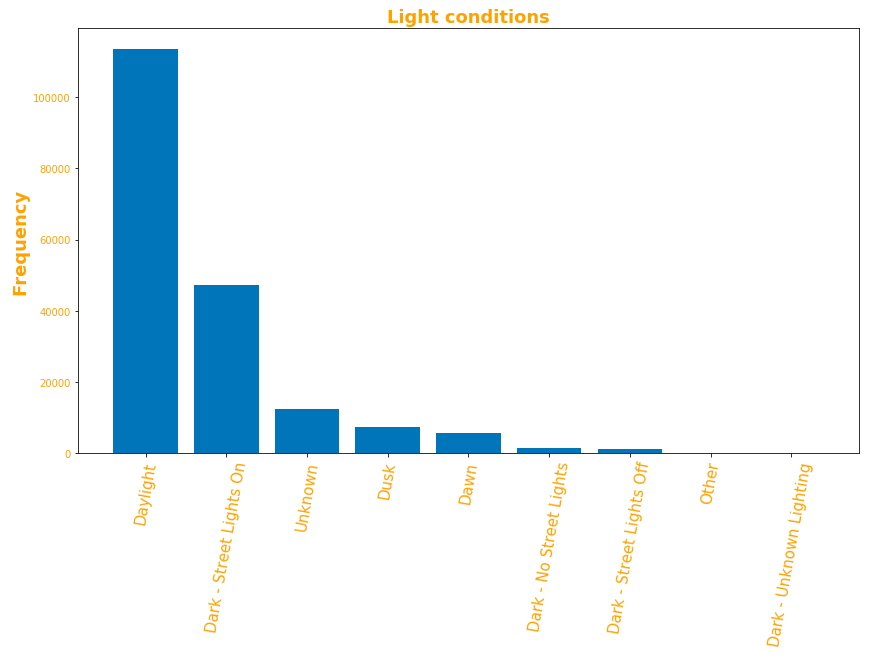 Light conditions
Frequency
100000
80000
60000
40000
20000
0
Daylight
Dark - Street Lights On
Unknown
Dusk
Dawn
Dark - No Street Lights
Dark - Street Lights Off
Other
Dark - Unknown Lighting